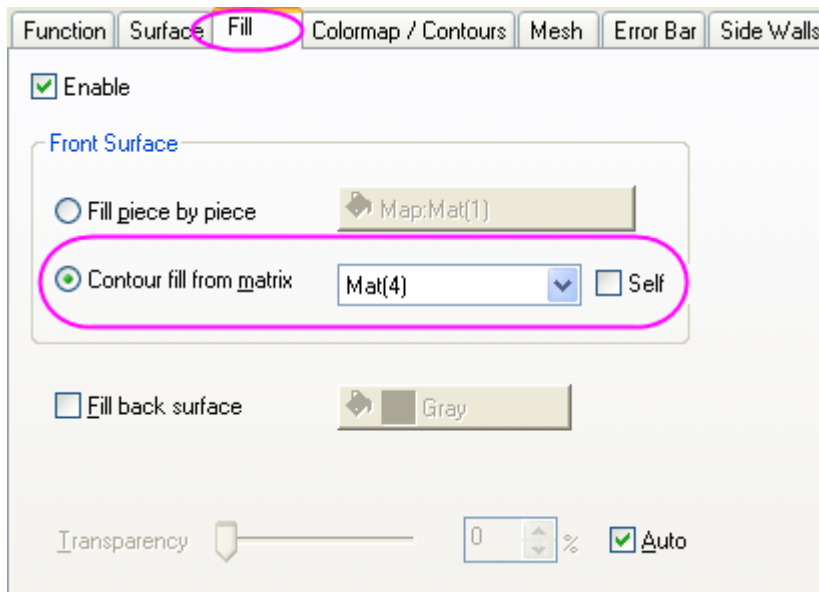 Function Surface Fill Colormap / Contours Mesh Error Bar Side Walls
Enable
Front Surface
Fill piece by piece Map:Mat(1)
Contour fill from matrix Mat(4) Self
Fill back surface Gray
Transparency 0 % Auto